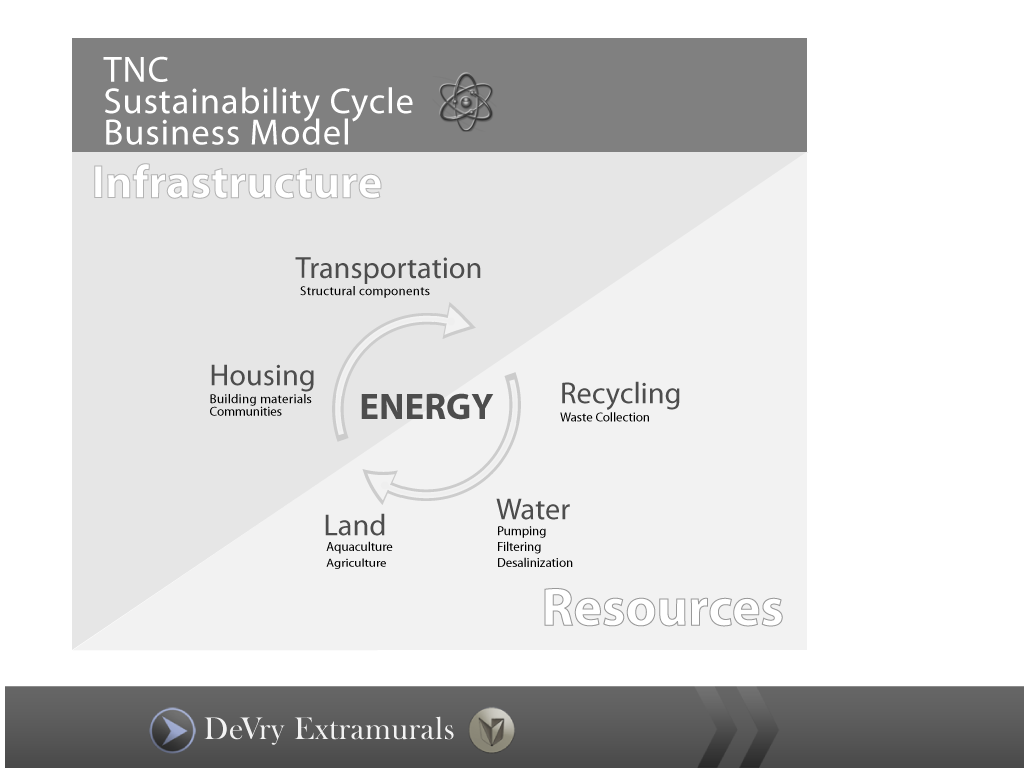 TNC
Sustainability Cycle
Business Model
Infrastructure
Transportation
Structural components
Housing
Building materials
Communities
ENERGY
Recycling
Waste Collection
Land
Aquaculture
Agriculture
Water
Pumping
Filtering
Desalinization
Resources
DeVry Extramurals